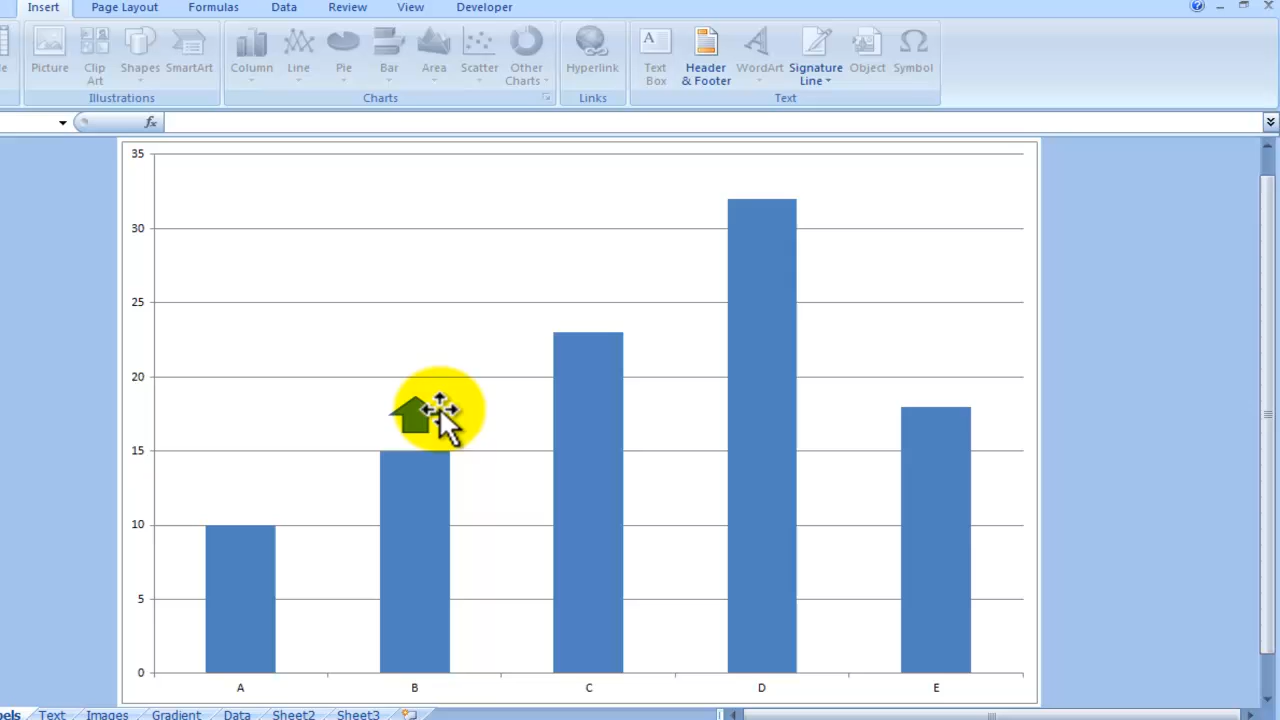 Insert Page Layout Formulas Data Review View Developer
Picture Clip Art Shapes SmartArt Column Line Pie Bar Area Scatter Other Charts Hyperlink Text Box Header & Footer WordArt Signature Line Object Symbol
Illustrations Charts Links Text
fx
35
30
25
20
15
10
5
0
A B C D E
Text Images Gradient Data Sheet2 Sheet3